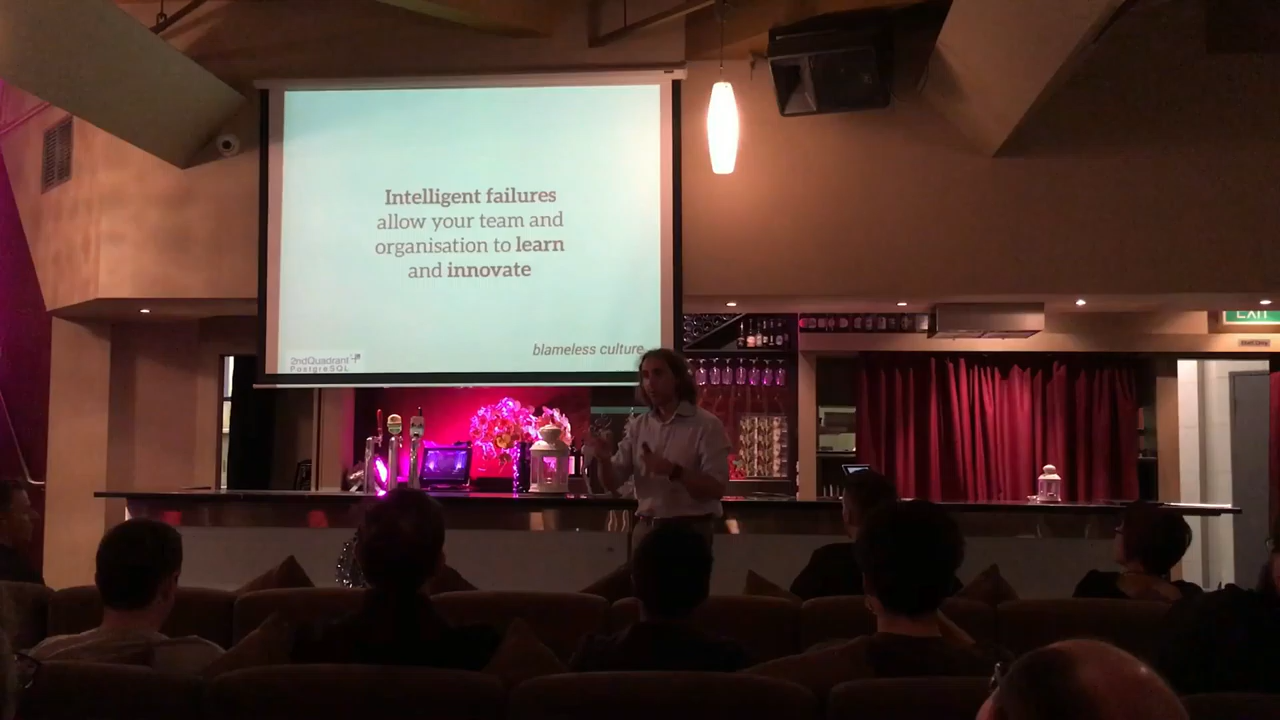 Intelligent failures
allow your team and
organisation to learn
and innovate
blameless culture
2ndQuadrant
PostgreSQL
EXIT